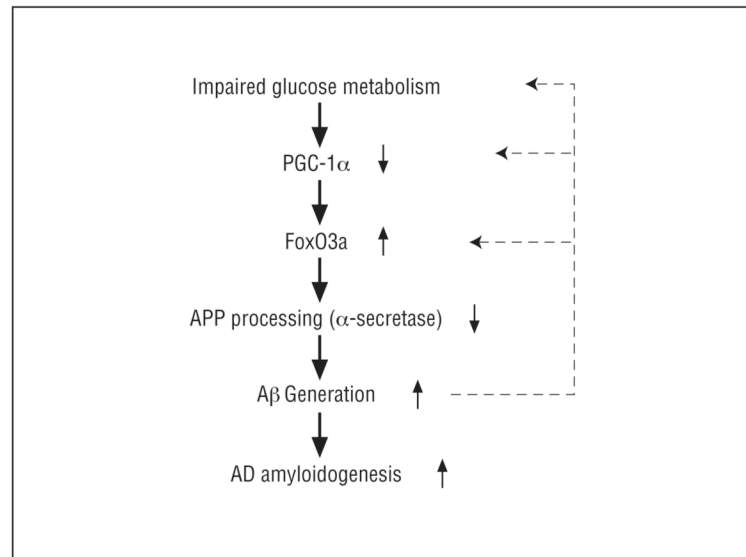 Impaired glucose metabolism
PGC-1α
FoxO3a
APP processing (α-secretase)
Aβ Generation
AD amyloidogenesis